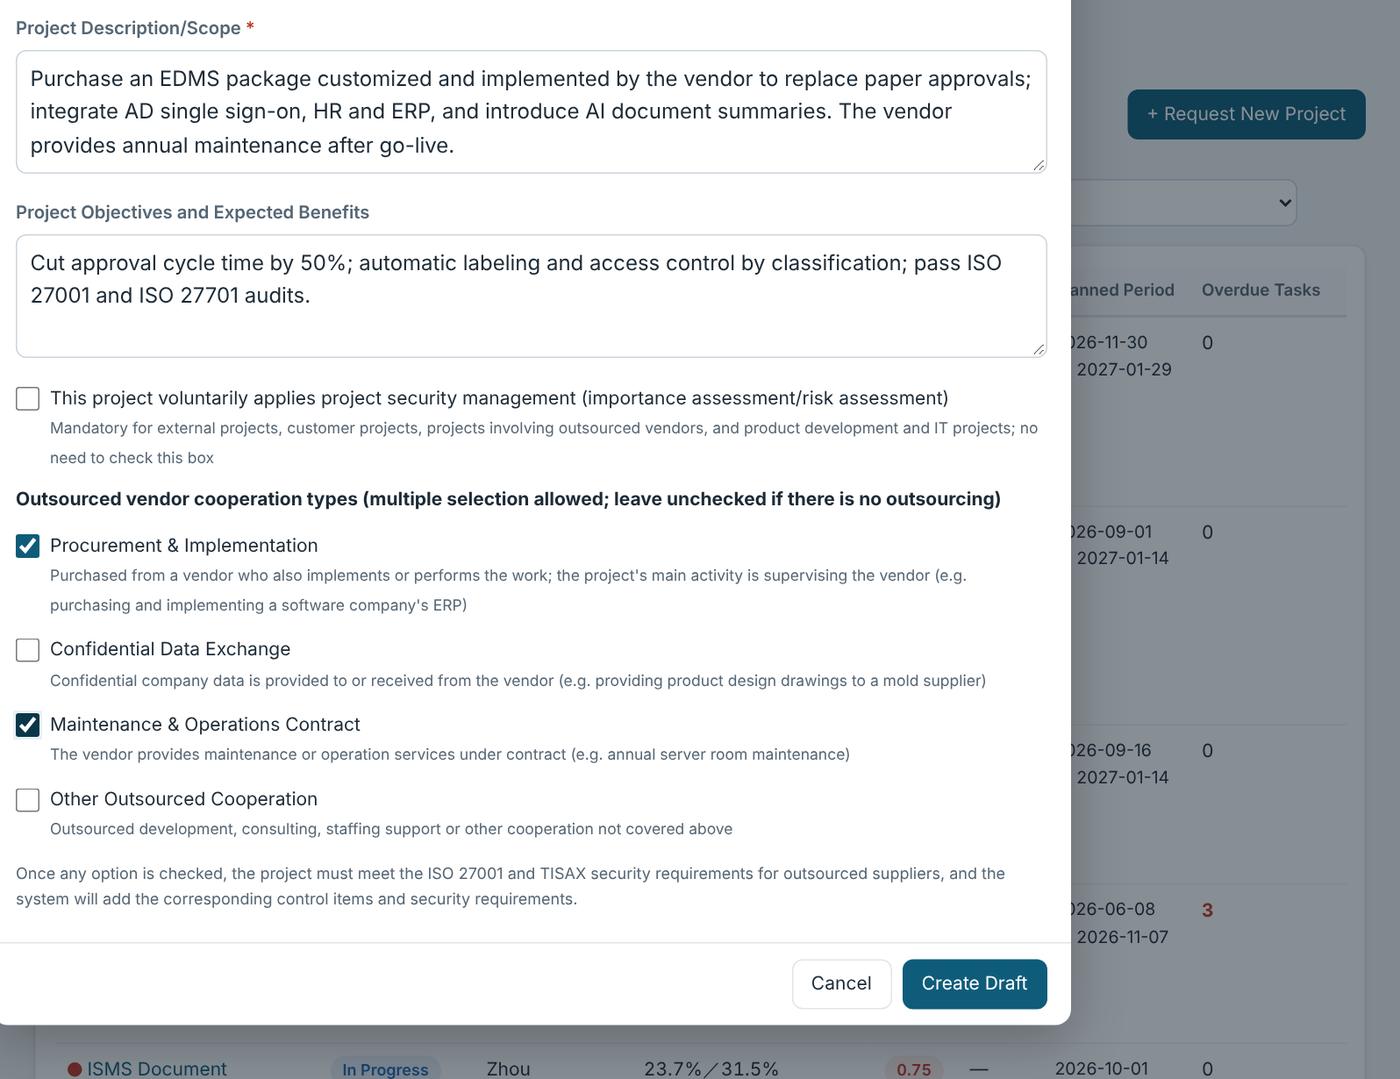 Project Description/Scope *
Purchase an EDMS package customized and implemented by the vendor to replace paper approvals;
integrate AD single sign-on, HR and ERP, and introduce AI document summaries. The vendor
provides annual maintenance after go-live.
+ Request New Project
Project Objectives and Expected Benefits
Cut approval cycle time by 50%; automatic labeling and access control by classification; pass ISO
27001 and ISO 27701 audits.
Period Overdue Tasks
11-30 0
2027-01-29
This project voluntarily applies project security management (importance assessment/risk assessment)
Mandatory for external projects, customer projects, projects involving outsourced vendors, and product development and IT projects; no
need to check this box
Outsourced vendor cooperation types (multiple selection allowed; leave unchecked if there is no outsourcing)
09-01 0
2027-01-14
Procurement & Implementation
Purchased from a vendor who also implements or performs the work; the project's main activity is supervising the vendor (e.g.
purchasing and implementing a software company's ERP)
Confidential Data Exchange
Confidential company data is provided to or received from the vendor (e.g. providing product design drawings to a mold supplier)
Maintenance & Operations Contract
The vendor provides maintenance or operation services under contract (e.g. annual server room maintenance)
09-16 0
2027-01-14
Other Outsourced Cooperation
Outsourced development, consulting, staffing support or other cooperation not covered above
Once any option is checked, the project must meet the ISO 27001 and TISAX security requirements for outsourced suppliers, and the
system will add the corresponding control items and security requirements.
06-08 3
2026-11-07
Cancel Create Draft
ISMS Document In Progress Zhou 23.7%／31.5% 0.75 — 2026-10-01 0